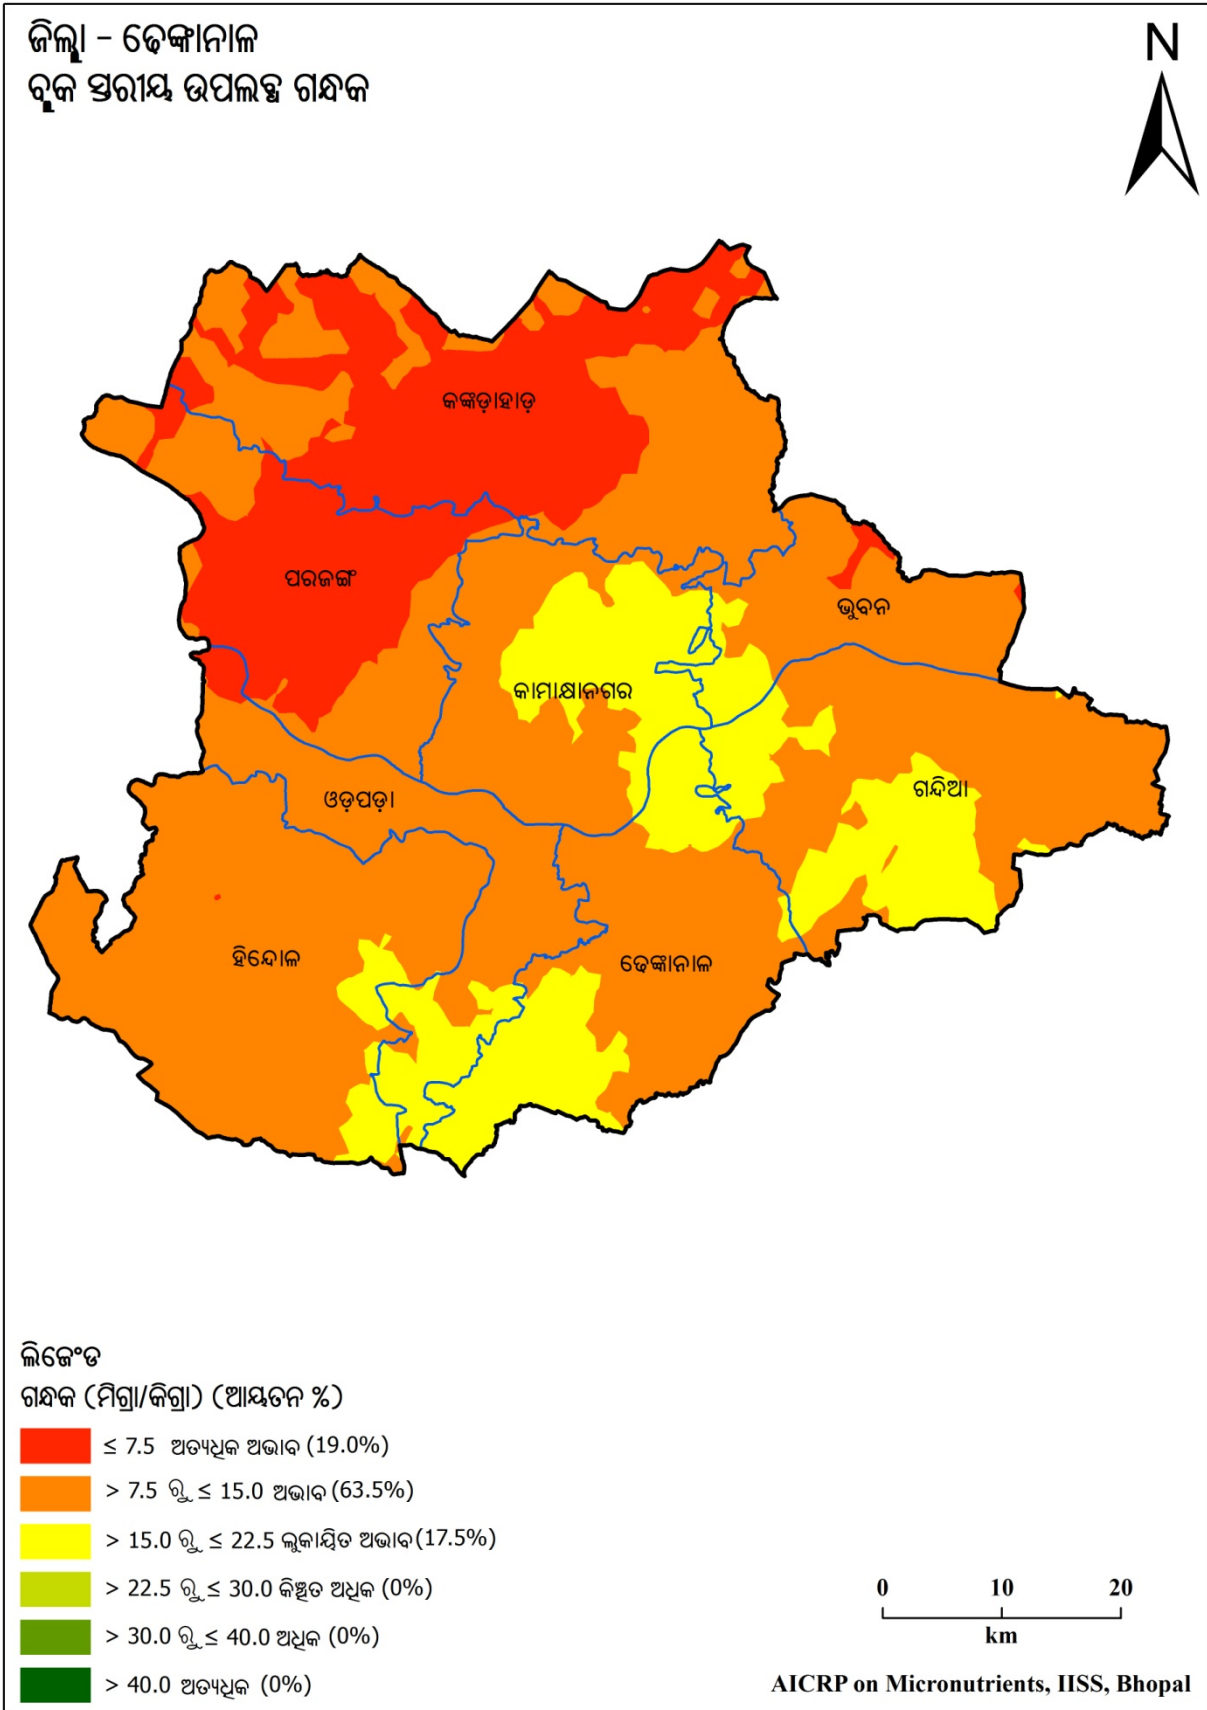 ଜିଲ୍ଲା - ଢେଙ୍କାନାଳ
ବ୍ଲକ ସ୍ତରୀୟ ଉପଲବ୍ଧ ଗନ୍ଧକ
N
କଙ୍କଡ଼ାହାଡ଼
ପରଜଙ୍ଗ
ଭୁବନ
କାମାକ୍ଷାନଗର
ଗନ୍ଦିଆ
ଓଡ଼ପଡ଼ା
ହିନ୍ଦୋଳ
ଢେଙ୍କାନାଳ
ଲିଜେଂଡ
ଗନ୍ଧକ (ମିଗ୍ରା/କିଗ୍ରା) (ଆୟତନ %)
≤ 7.5 ଅତ୍ୟଧିକ ଅଭାବ (19.0%)
> 7.5 ରୁ ≤ 15.0 ଅଭାବ (63.5%)
> 15.0 ରୁ ≤ 22.5 ଲୁକାୟିତ ଅଭାବ (17.5%)
> 22.5 ରୁ ≤ 30.0 କିଞ୍ଚିତ ଅଧିକ (0%)
> 30.0 ରୁ ≤ 40.0 ଅଧିକ (0%)
> 40.0 ଅତ୍ୟଧିକ (0%)
0 10 20
km
AICRP on Micronutrients, IISS, Bhopal